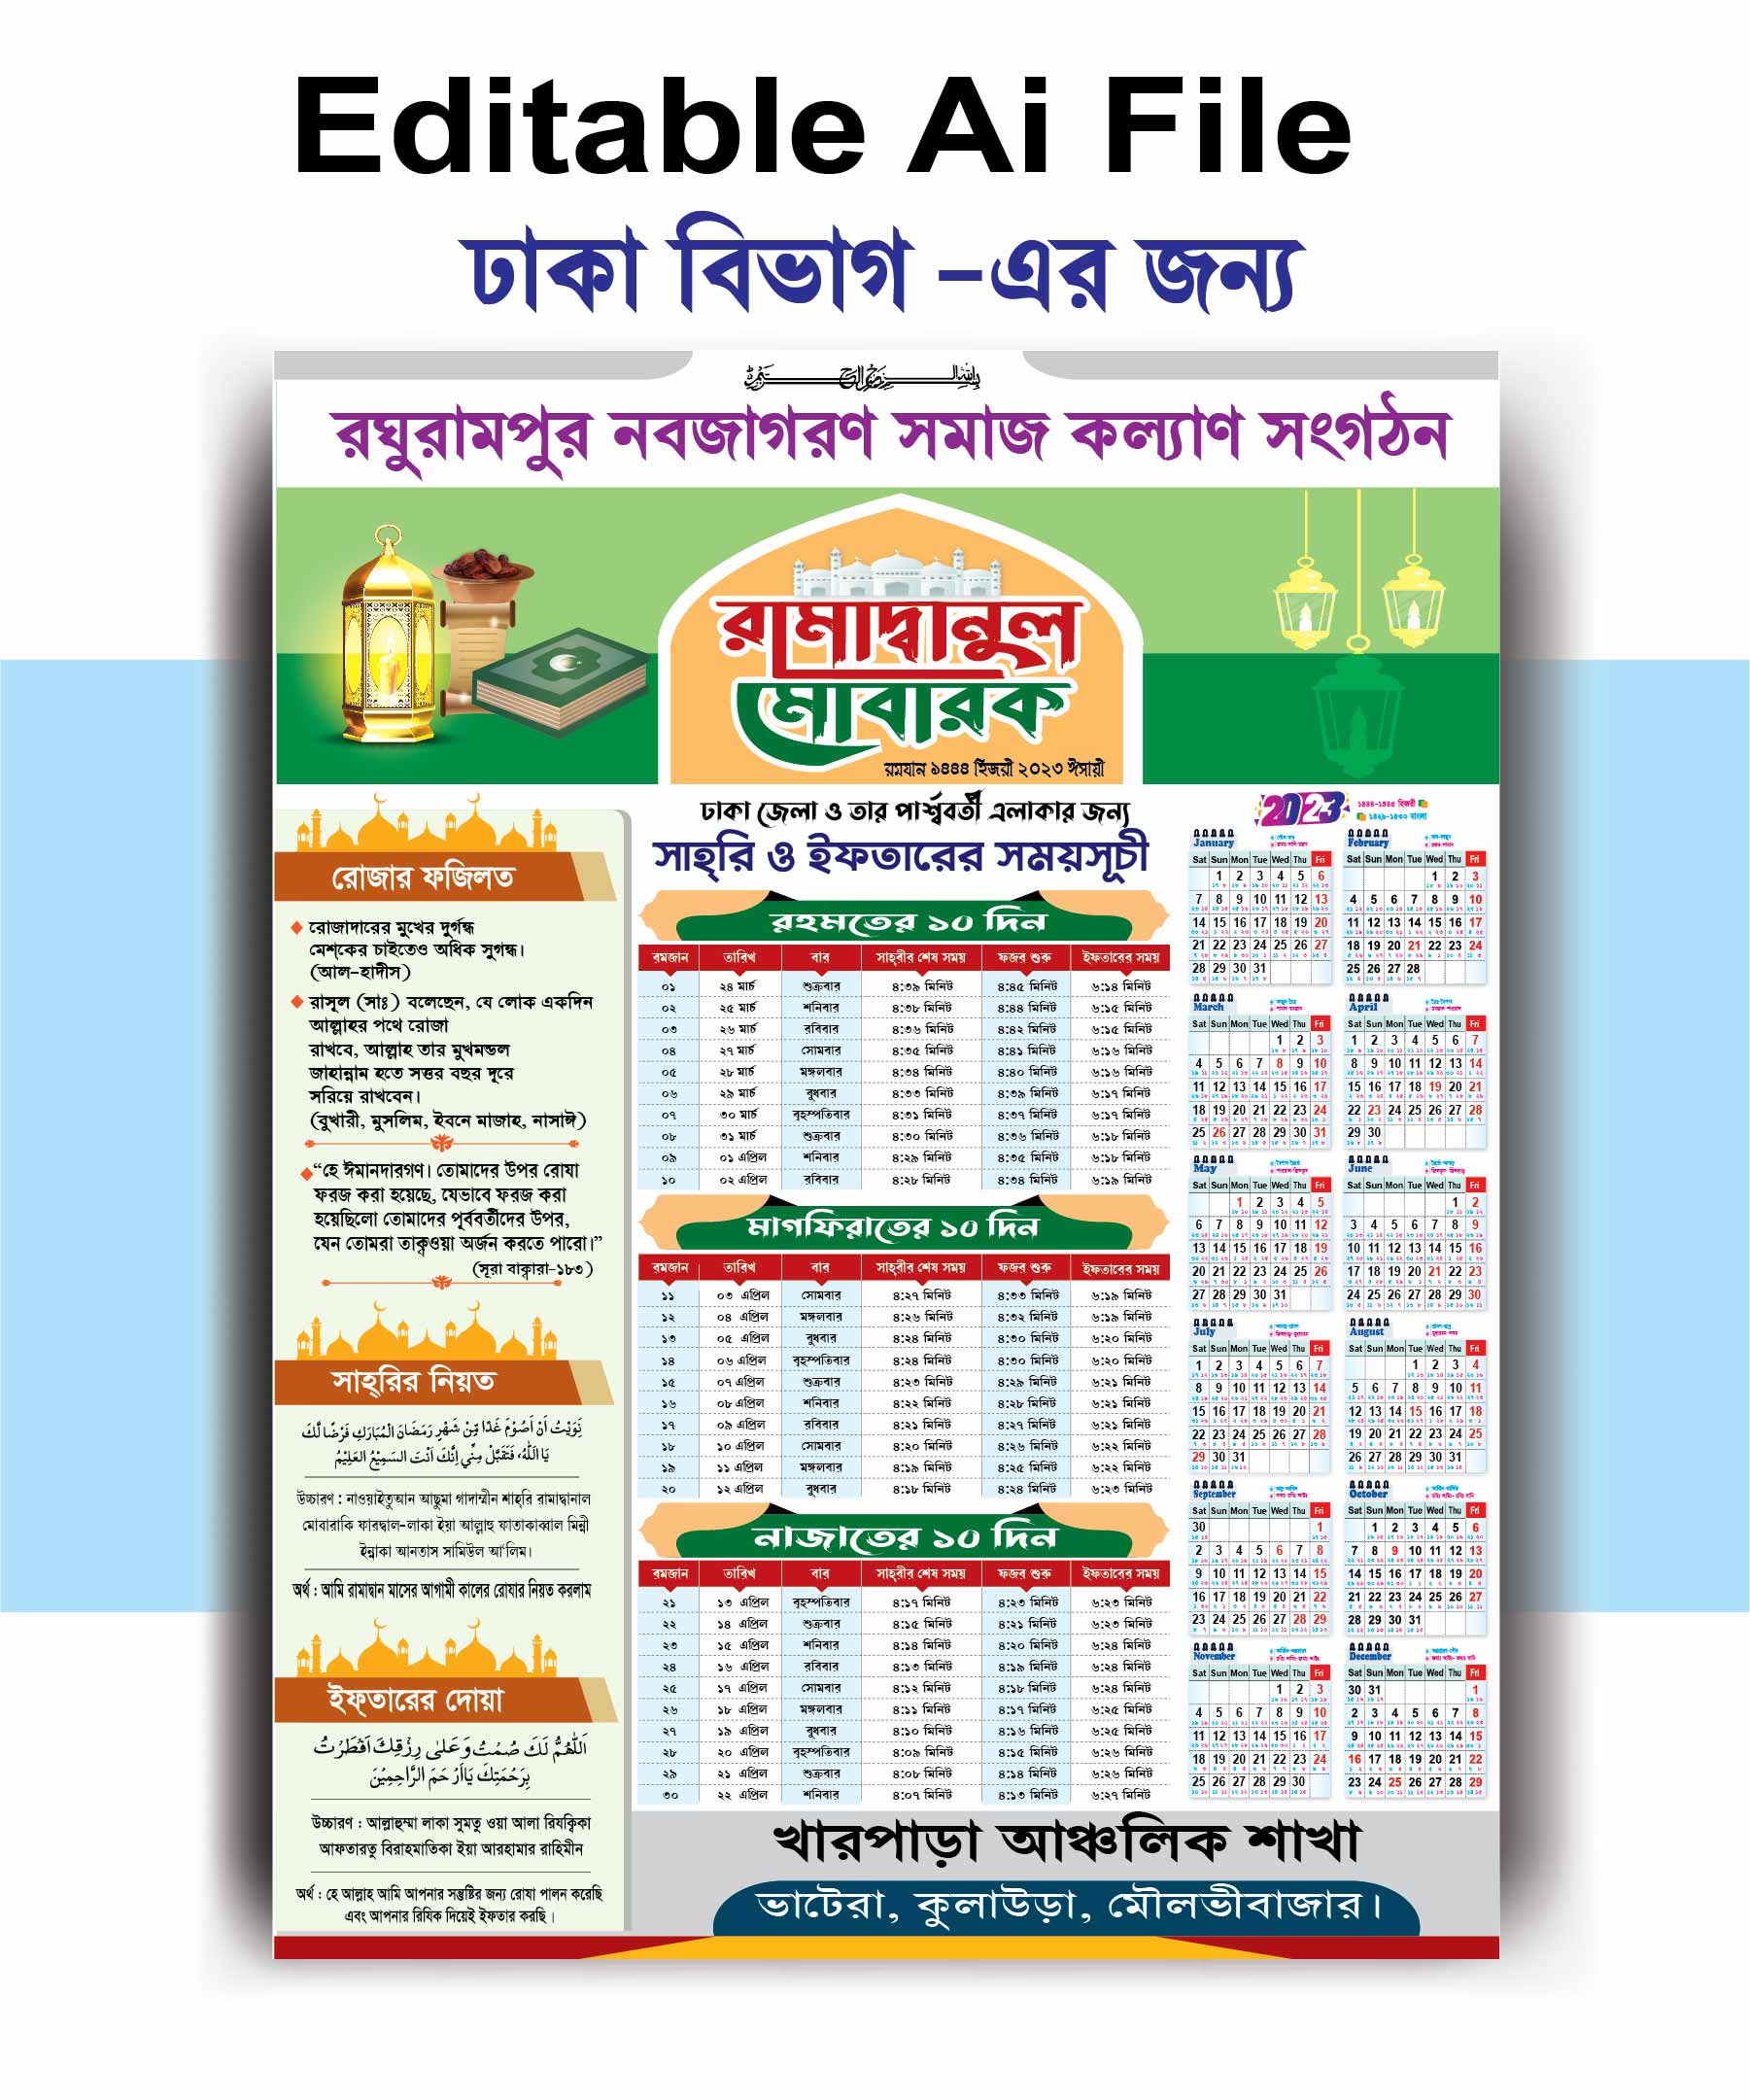 Editable Ai File
ঢাকা বিভাগ -এর জন্য
রঘুরামপুর নবজাগরণ সমাজ কল্যাণ সংগঠন
রামাদ্বানুল
মোবারক
রমযান ১৪৪৪ হিজরী ২০২৩ ঈসায়ী
রোজার ফজিলত
রোজাদারের মুখের দুর্গন্ধ
মেশকের চাইতেও অধিক সুগন্ধ।
(আল-হাদীস)
রাসূল (সাঃ) বলেছেন, যে লোক একদিন
আল্লাহর পথে রোজা
রাখবে, আল্লাহ তার মুখমন্ডল
জাহান্নাম হতে সত্তর বছর দূরে
সরিয়ে রাখবেন।
(বুখারী, মুসলিম, ইবনে মাজাহ, নাসাঈ)
“হে ঈমানদারগণ। তোমাদের উপর রোযা
ফরজ করা হয়েছে, যেভাবে ফরজ করা
হয়েছিলো তোমাদের পূর্ববর্তীদের উপর,
যেন তোমরা তাক্বওয়া অর্জন করতে পারো।”
(সূরা বাক্বারা-১৮৩)
সাহ্‌রির নিয়ত
نَوَيْتُ اَنْ اَصُوْمَ غَدًا مِّنْ شَهْرِ رَمَضَانَ الْمُبَارَكِ فَرْضًا لَّكَ
يَا اَللّٰهُ، فَتَقَبَّلْ مِنِّي اِنَّكَ اَنْتَ السَّمِيْعُ الْعَلِيْمُ
উচ্চারণ : নাওয়াইতুআন আছুমা গাদাম্মীন শাহ্‌রি রামাদ্বানাল
মোবারাকি ফারদ্বাল-লাকা ইয়া আল্লাহু ফাতাকাব্বাল মিন্নী
ইন্নাকা আনতাস সামিউল আ'লিম।
অর্থ : আমি রামাদ্বান মাসের আগামী কালের রোযার নিয়ত করলাম
ইফ্‌তারের দোয়া
اَللّٰهُمَّ لَكَ صُمْتُ وَعَلٰى رِزْقِكَ اَفْطَرْتُ
بِرَحْمَتِكَ يَااَرْحَمَ الرَّاحِمِيْنَ
উচ্চারণ : আল্লাহুম্মা লাকা সুমতু ওয়া আলা রিযক্বিকা
আফতারতু বিরাহমাতিকা ইয়া আরহামার রাহিমীন
অর্থ : হে আল্লাহ আমি আপনার সন্তুষ্টির জন্য রোযা পালন করেছি
এবং আপনার রিযিক দিয়েই ইফতার করছি।
ঢাকা জেলা ও তার পার্শ্ববর্তী এলাকার জন্য
সাহ্‌রি ও ইফতারের সময়সূচী
রহমতের ১০ দিন
রমজান তারিখ বার সাহ্‌রীর শেষ সময় ফজর শুরু ইফতারের সময়
০১ ২৪ মার্চ শুক্রবার ৪:৩৯ মিনিট ৪:৪৫ মিনিট ৬:১৪ মিনিট
০২ ২৫ মার্চ শনিবার ৪:৩৮ মিনিট ৪:৪৪ মিনিট ৬:১৫ মিনিট
০৩ ২৬ মার্চ রবিবার ৪:৩৬ মিনিট ৪:৪২ মিনিট ৬:১৫ মিনিট
০৪ ২৭ মার্চ সোমবার ৪:৩৫ মিনিট ৪:৪১ মিনিট ৬:১৬ মিনিট
০৫ ২৮ মার্চ মঙ্গলবার ৪:৩৪ মিনিট ৪:৪০ মিনিট ৬:১৬ মিনিট
০৬ ২৯ মার্চ বুধবার ৪:৩৩ মিনিট ৪:৩৯ মিনিট ৬:১৭ মিনিট
০৭ ৩০ মার্চ বৃহস্পতিবার ৪:৩১ মিনিট ৪:৩৭ মিনিট ৬:১৭ মিনিট
০৮ ৩১ মার্চ শুক্রবার ৪:৩০ মিনিট ৪:৩৬ মিনিট ৬:১৮ মিনিট
০৯ ০১ এপ্রিল শনিবার ৪:২৯ মিনিট ৪:৩৫ মিনিট ৬:১৮ মিনিট
১০ ০২ এপ্রিল রবিবার ৪:২৮ মিনিট ৪:৩৪ মিনিট ৬:১৯ মিনিট
মাগফিরাতের ১০ দিন
রমজান তারিখ বার সাহ্‌রীর শেষ সময় ফজর শুরু ইফতারের সময়
১১ ০৩ এপ্রিল সোমবার ৪:২৭ মিনিট ৪:৩৩ মিনিট ৬:১৯ মিনিট
১২ ০৪ এপ্রিল মঙ্গলবার ৪:২৬ মিনিট ৪:৩২ মিনিট ৬:১৯ মিনিট
১৩ ০৫ এপ্রিল বুধবার ৪:২৪ মিনিট ৪:৩০ মিনিট ৬:২০ মিনিট
১৪ ০৬ এপ্রিল বৃহস্পতিবার ৪:২৪ মিনিট ৪:৩০ মিনিট ৬:২০ মিনিট
১৫ ০৭ এপ্রিল শুক্রবার ৪:২৩ মিনিট ৪:২৯ মিনিট ৬:২১ মিনিট
১৬ ০৮ এপ্রিল শনিবার ৪:২২ মিনিট ৪:২৮ মিনিট ৬:২১ মিনিট
১৭ ০৯ এপ্রিল রবিবার ৪:২১ মিনিট ৪:২৭ মিনিট ৬:২১ মিনিট
১৮ ১০ এপ্রিল সোমবার ৪:২০ মিনিট ৪:২৬ মিনিট ৬:২২ মিনিট
১৯ ১১ এপ্রিল মঙ্গলবার ৪:১৯ মিনিট ৪:২৫ মিনিট ৬:২২ মিনিট
২০ ১২ এপ্রিল বুধবার ৪:১৮ মিনিট ৪:২৪ মিনিট ৬:২৩ মিনিট
নাজাতের ১০ দিন
রমজান তারিখ বার সাহ্‌রীর শেষ সময় ফজর শুরু ইফতারের সময়
২১ ১৩ এপ্রিল বৃহস্পতিবার ৪:১৭ মিনিট ৪:২৩ মিনিট ৬:২৩ মিনিট
২২ ১৪ এপ্রিল শুক্রবার ৪:১৫ মিনিট ৪:২১ মিনিট ৬:২৩ মিনিট
২৩ ১৫ এপ্রিল শনিবার ৪:১৪ মিনিট ৪:২০ মিনিট ৬:২৪ মিনিট
২৪ ১৬ এপ্রিল রবিবার ৪:১৩ মিনিট ৪:১৯ মিনিট ৬:২৪ মিনিট
২৫ ১৭ এপ্রিল সোমবার ৪:১২ মিনিট ৪:১৮ মিনিট ৬:২৪ মিনিট
২৬ ১৮ এপ্রিল মঙ্গলবার ৪:১১ মিনিট ৪:১৭ মিনিট ৬:২৫ মিনিট
২৭ ১৯ এপ্রিল বুধবার ৪:১০ মিনিট ৪:১৬ মিনিট ৬:২৫ মিনিট
২৮ ২০ এপ্রিল বৃহস্পতিবার ৪:০৯ মিনিট ৪:১৫ মিনিট ৬:২৬ মিনিট
২৯ ২১ এপ্রিল শুক্রবার ৪:০৮ মিনিট ৪:১৪ মিনিট ৬:২৬ মিনিট
৩০ ২২ এপ্রিল শনিবার ৪:০৭ মিনিট ৪:১৩ মিনিট ৬:২৭ মিনিট
2023
১৪৪৪-১৪৪৫ হিজরী
১৪২৯-১৪৩০ বাংলা
January
Sat Sun Mon Tue Wed Thu Fri
1 2 3 4 5 6
7 8 9 10 11 12 13
14 15 16 17 18 19 20
21 22 23 24 25 26 27
28 29 30 31
February
Sat Sun Mon Tue Wed Thu Fri
1 2 3
4 5 6 7 8 9 10
11 12 13 14 15 16 17
18 19 20 21 22 23 24
25 26 27 28
March
Sat Sun Mon Tue Wed Thu Fri
1 2 3
4 5 6 7 8 9 10
11 12 13 14 15 16 17
18 19 20 21 22 23 24
25 26 27 28 29 30 31
April
Sat Sun Mon Tue Wed Thu Fri
1 2 3 4 5 6 7
8 9 10 11 12 13 14
15 16 17 18 19 20 21
22 23 24 25 26 27 28
29 30
May
Sat Sun Mon Tue Wed Thu Fri
1 2 3 4 5
6 7 8 9 10 11 12
13 14 15 16 17 18 19
20 21 22 23 24 25 26
27 28 29 30 31
June
Sat Sun Mon Tue Wed Thu Fri
1 2
3 4 5 6 7 8 9
10 11 12 13 14 15 16
17 18 19 20 21 22 23
24 25 26 27 28 29 30
July
Sat Sun Mon Tue Wed Thu Fri
1 2 3 4 5 6 7
8 9 10 11 12 13 14
15 16 17 18 19 20 21
22 23 24 25 26 27 28
29 30 31
August
Sat Sun Mon Tue Wed Thu Fri
1 2 3 4
5 6 7 8 9 10 11
12 13 14 15 16 17 18
19 20 21 22 23 24 25
26 27 28 29 30 31
September
Sat Sun Mon Tue Wed Thu Fri
30 1
2 3 4 5 6 7 8
9 10 11 12 13 14 15
16 17 18 19 20 21 22
23 24 25 26 27 28 29
October
Sat Sun Mon Tue Wed Thu Fri
1 2 3 4 5 6
7 8 9 10 11 12 13
14 15 16 17 18 19 20
21 22 23 24 25 26 27
28 29 30 31
November
Sat Sun Mon Tue Wed Thu Fri
1 2 3
4 5 6 7 8 9 10
11 12 13 14 15 16 17
18 19 20 21 22 23 24
25 26 27 28 29 30
December
Sat Sun Mon Tue Wed Thu Fri
30 31 1
2 3 4 5 6 7 8
9 10 11 12 13 14 15
16 17 18 19 20 21 22
23 24 25 26 27 28 29
খারপাড়া আঞ্চলিক শাখা
ভাটেরা, কুলাউড়া, মৌলভীবাজার।